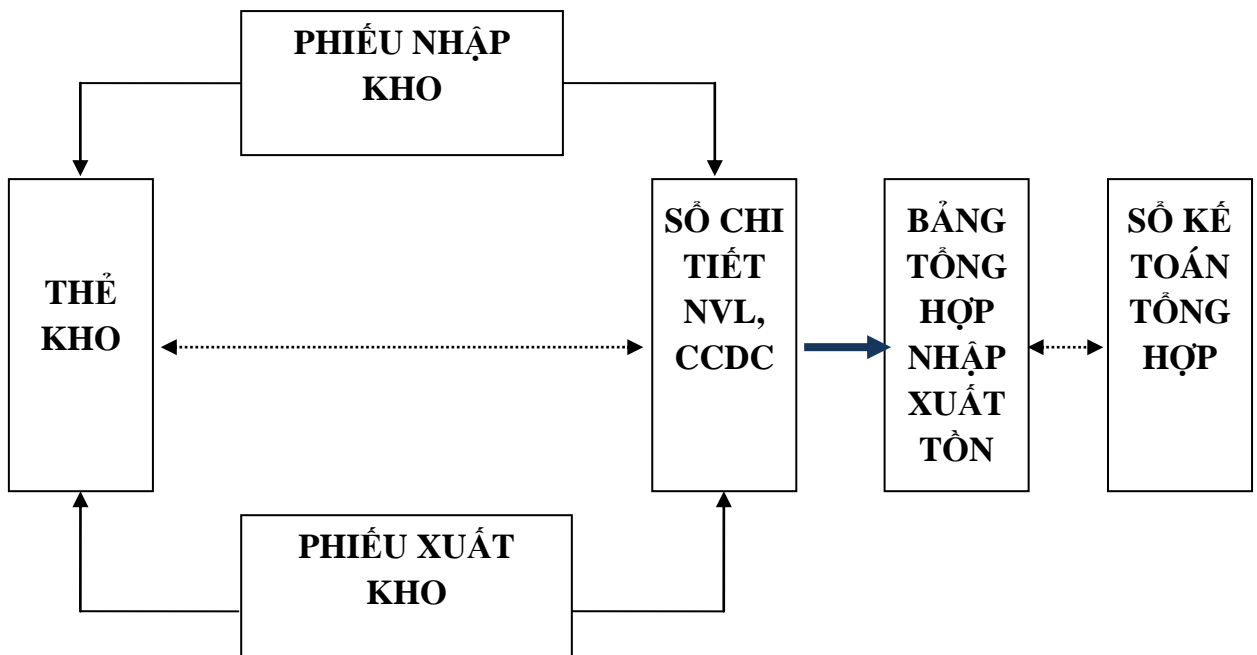 PHIẾU NHẬP
KHO
THẺ
KHO
SỔ CHI
TIẾT
NVL,
CCDC
BẢNG
TỔNG
HỢP
NHẬP
XUẤT
TỒN
SỔ KẾ
TOÁN
TỔNG
HỢP
PHIẾU XUẤT
KHO